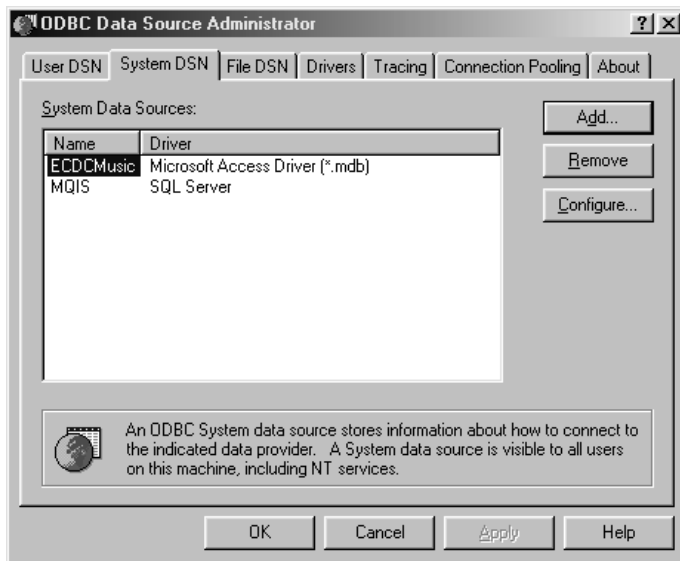 ODBC Data Source Administrator
User DSN System DSN File DSN Drivers Tracing Connection Pooling About
System Data Sources:
Name Driver
ECDCMusic Microsoft Access Driver (*.mdb)
MQIS SQL Server
Add...
Remove
Configure...
An ODBC System data source stores information about how to connect to
the indicated data provider. A System data source is visible to all users
on this machine, including NT services.
OK Cancel Apply Help